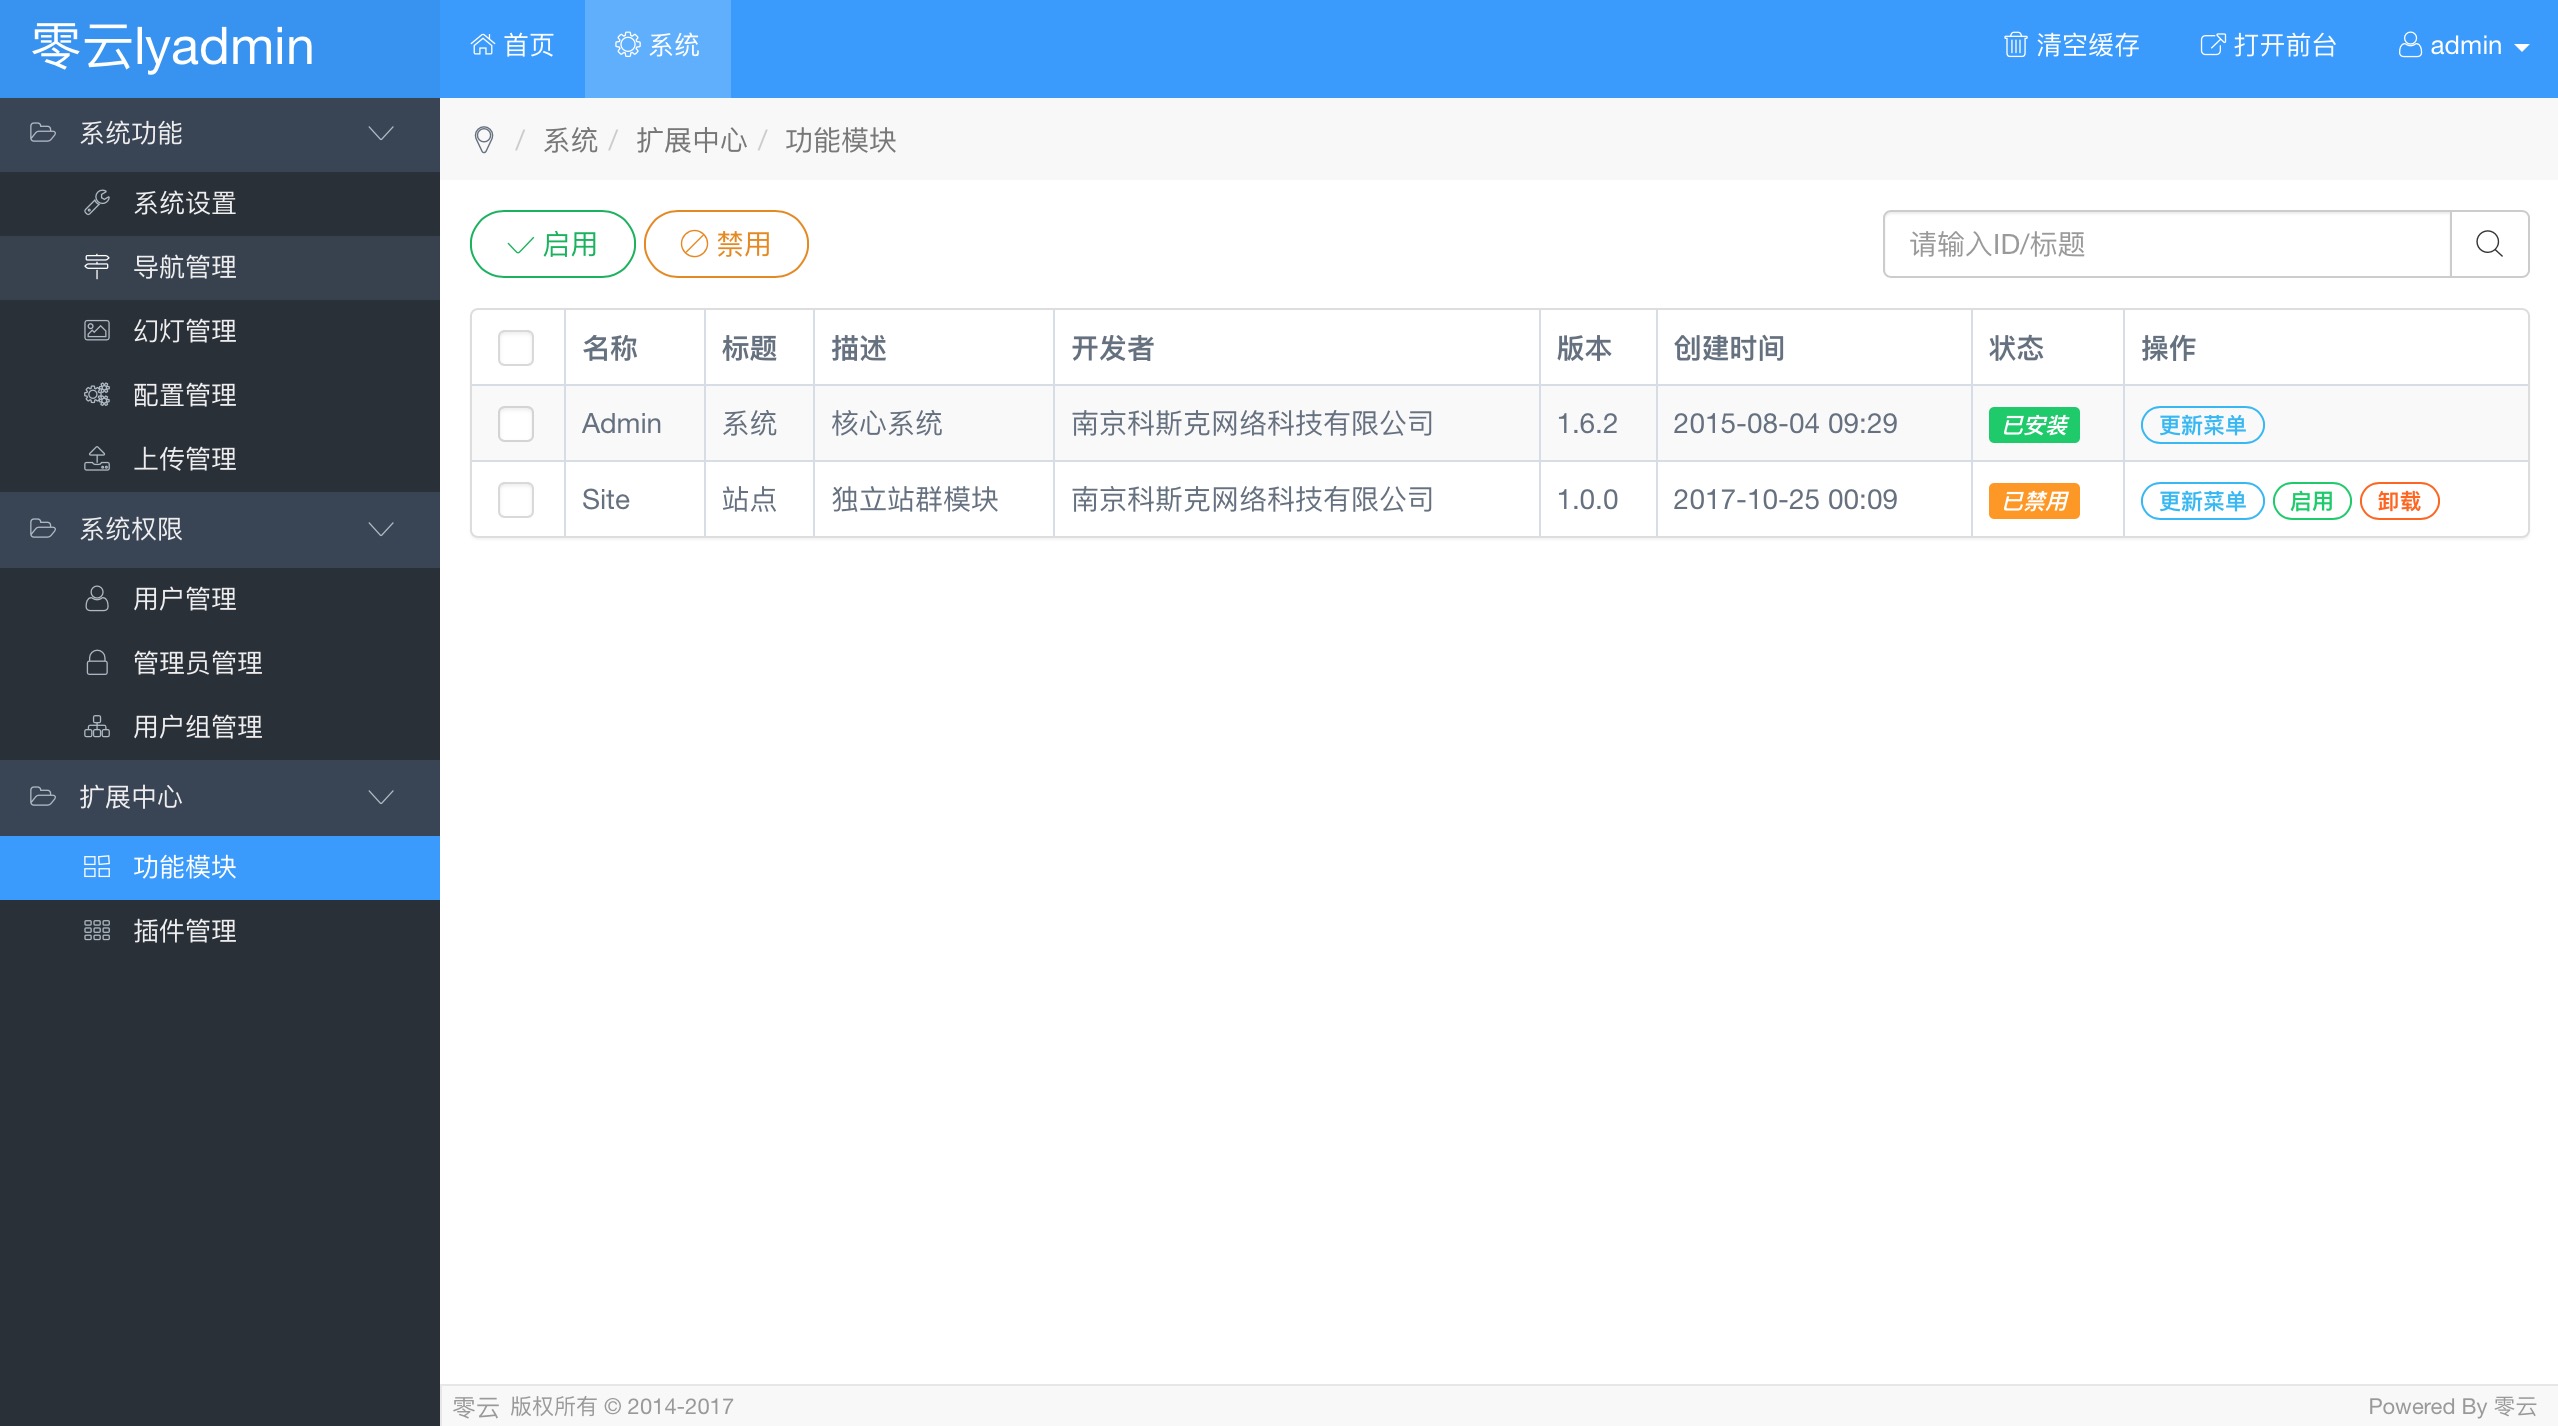 零云lyadmin
首页 系统 清空缓存 打开前台 admin
系统功能
系统设置
导航管理
幻灯管理
配置管理
上传管理
系统权限
用户管理
管理员管理
用户组管理
扩展中心
功能模块
插件管理
/ 系统 / 扩展中心 / 功能模块
启用 禁用 请输入ID/标题
名称 标题 描述 开发者 版本 创建时间 状态 操作
Admin 系统 核心系统 南京科斯克网络科技有限公司 1.6.2 2015-08-04 09:29 已安装 更新菜单
Site 站点 独立站群模块 南京科斯克网络科技有限公司 1.0.0 2017-10-25 00:09 已禁用 更新菜单 启用 卸载
零云 版权所有 © 2014-2017 Powered By 零云